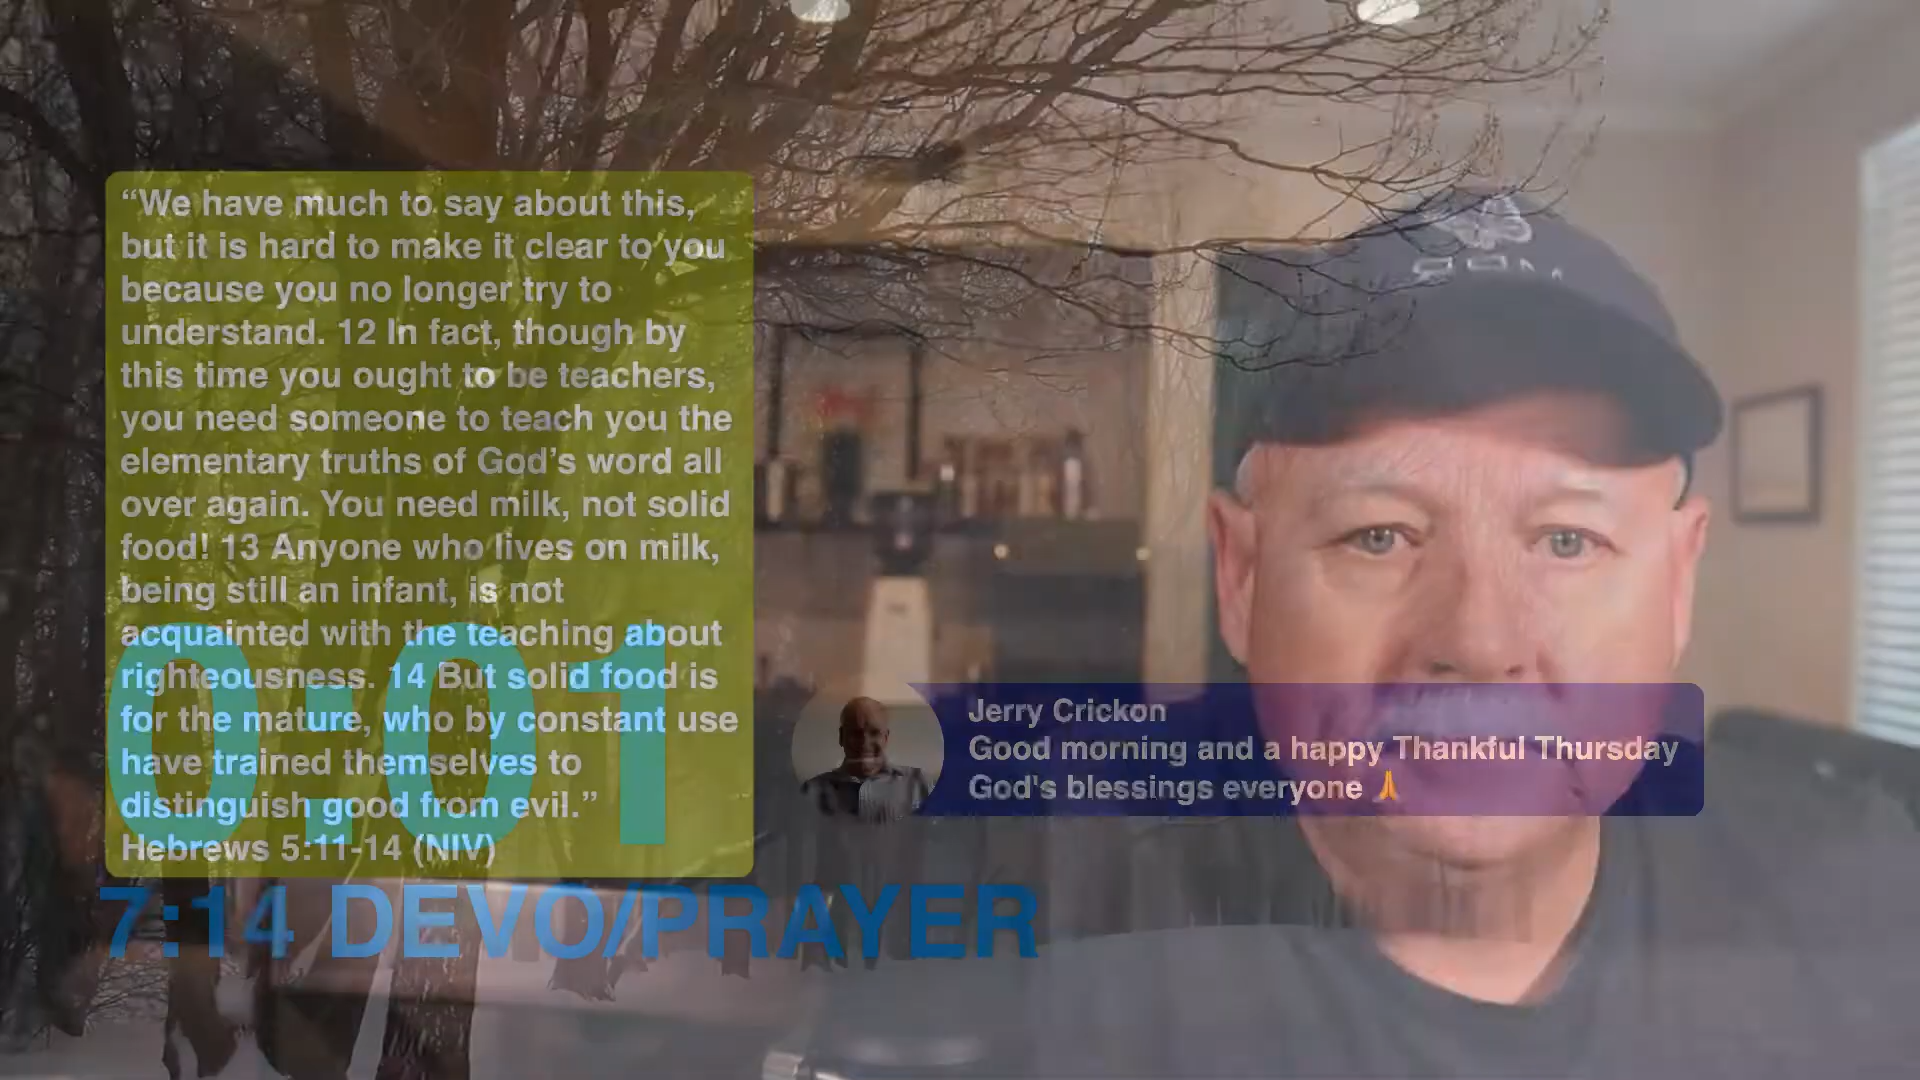 “We have much to say about this,
but it is hard to make it clear to you
because you no longer try to
understand. 12 In fact, though by
this time you ought to be teachers,
you need someone to teach you the
elementary truths of God’s word all
over again. You need milk, not solid
food! 13 Anyone who lives on milk,
being still an infant, is not
acquainted with the teaching about
righteousness. 14 But solid food is
for the mature, who by constant use
have trained themselves to
distinguish good from evil.”
Hebrews 5:11-14 (NIV)
0:01
7:14 DEVO/PRAYER
Jerry Crickon
Good morning and a happy Thankful Thursday
God's blessings everyone 🙏